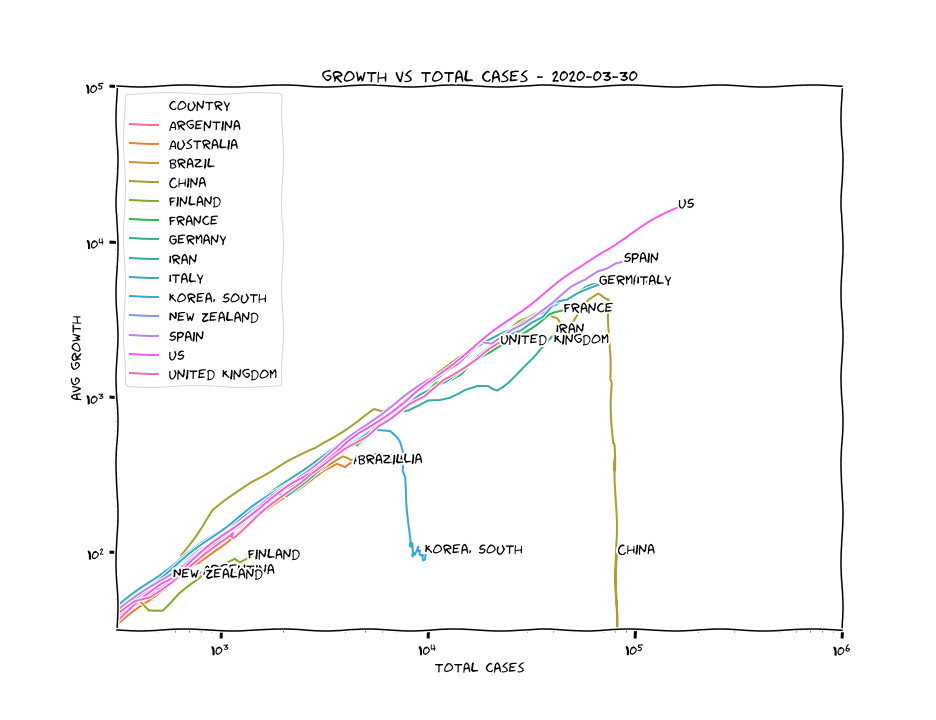 GROWTH VS TOTAL CASES - 2020-03-30
10^5
10^4
10^3
10^2
AVG GROWTH
COUNTRY
ARGENTINA
AUSTRALIA
BRAZIL
CHINA
FINLAND
FRANCE
GERMANY
IRAN
ITALY
KOREA, SOUTH
NEW ZEALAND
SPAIN
US
UNITED KINGDOM
US
SPAIN
ITALY
FRANCE
IRAN
UNITED KINGDOM
BRAZIL
KOREA, SOUTH
CHINA
FINLAND
NEW ZEALAND
10^3
10^4
10^5
10^6
TOTAL CASES